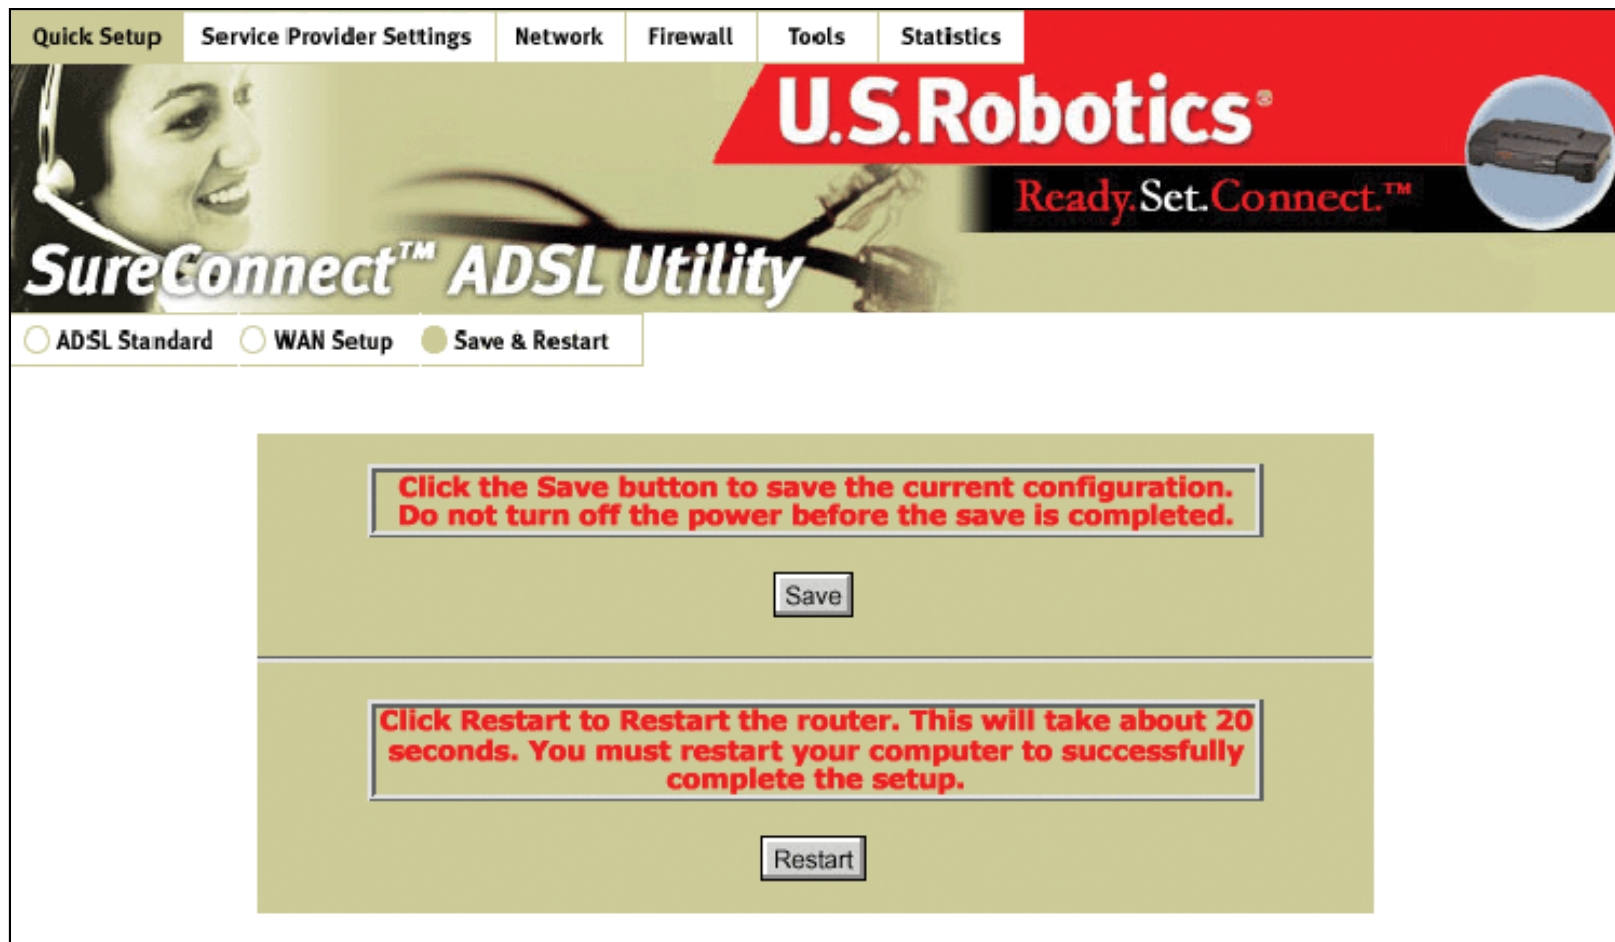 Quick Setup Service Provider Settings Network Firewall Tools Statistics
U.S.Robotics®
Ready.Set.Connect.™
SureConnect™ ADSL Utility
ADSL Standard WAN Setup Save & Restart
Click the Save button to save the current configuration.
Do not turn off the power before the save is completed.
Save
Click Restart to Restart the router. This will take about 20
seconds. You must restart your computer to successfully
complete the setup.
Restart